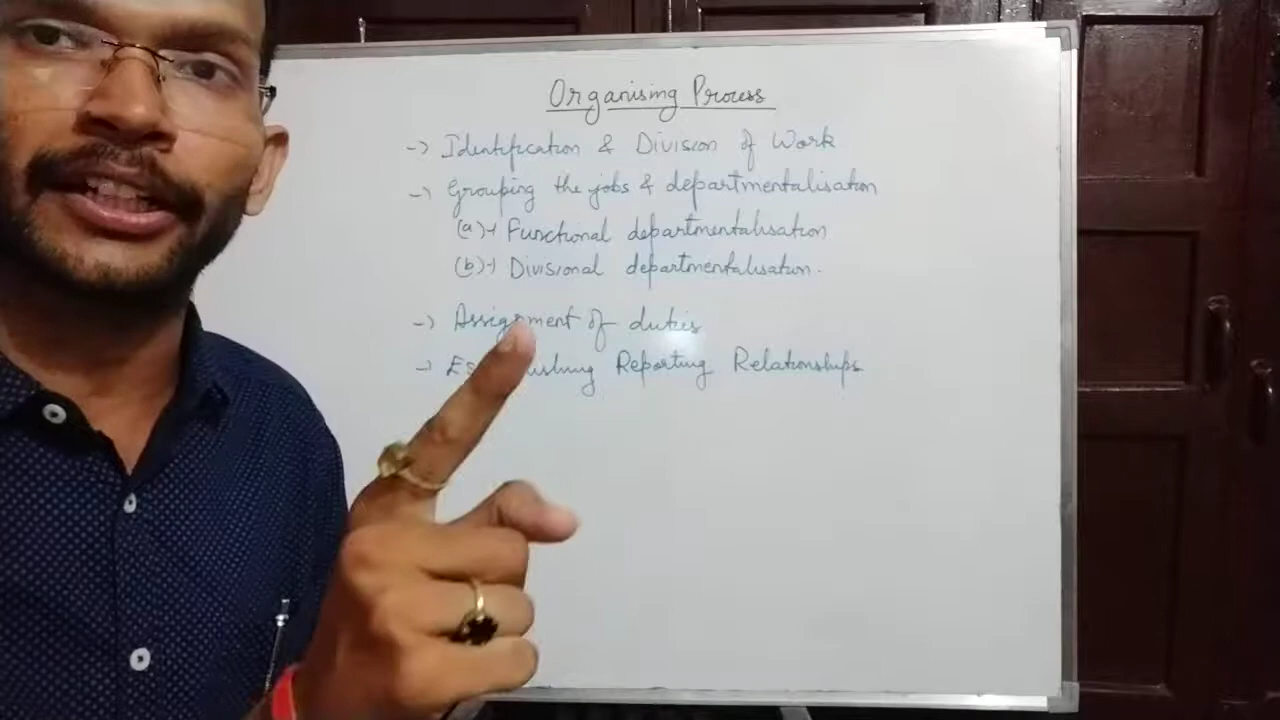 Organising Process
-> Identification & Division of Work
-> Grouping the jobs & departmentalisation
(a)-> Functional departmentalisation
(b)-> Divisional departmentalisation.
-> Assignment of duties
-> Reporting Relationships